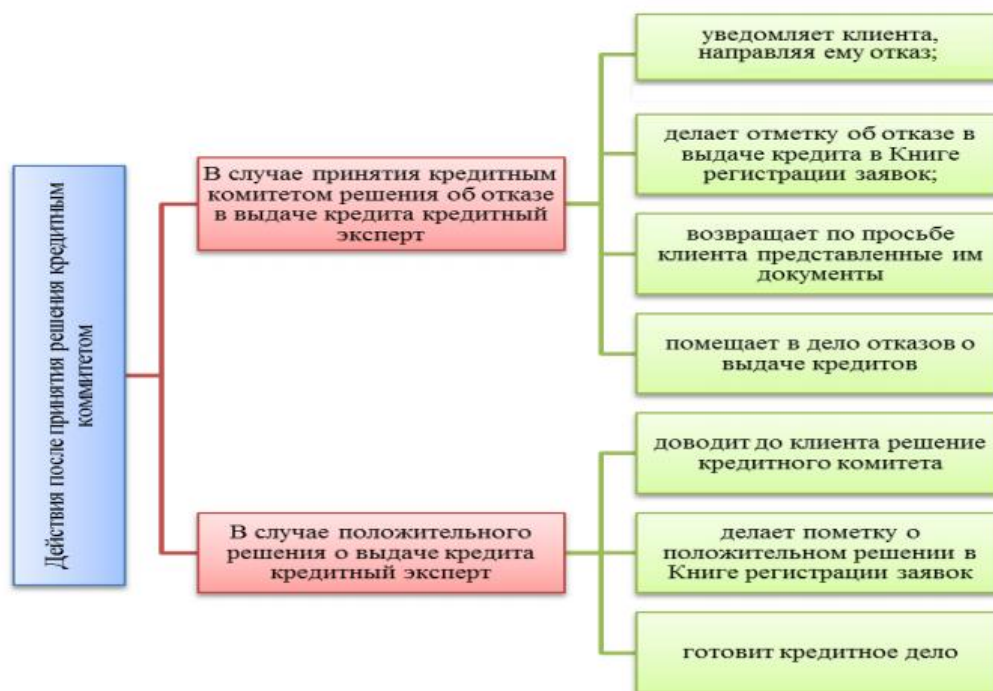 Действия после принятия решения кредитным
коммитетом
В случае принятия кредитным
комитетом решения об отказе
в выдаче кредита кредитный
эксперт
уведомляет клиента,
направляя ему отказ;
делает отметку об отказе в
выдаче кредита в Книге
регистрации заявок;
возвращает по просьбе
клиента представленные им
документы
помещает в дело отказов о
выдаче кредитов
В случае положительного
решения о выдаче кредита
кредитный эксперт
доводит до клиента решение
кредитного комитета
делает пометку о
положительном решении в
Книге регистрации заявок
готовит кредитное дело